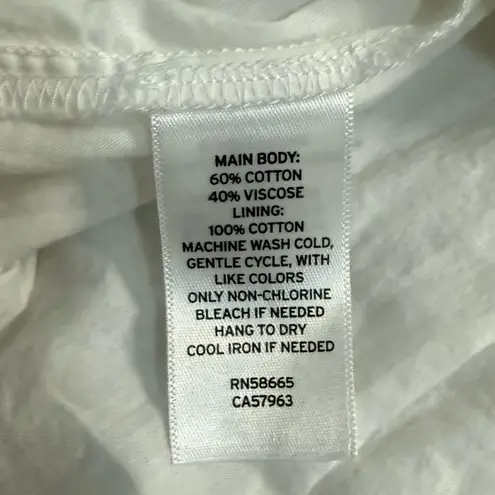 MAIN BODY:
60% COTTON
40% VISCOSE
LINING:
100% COTTON
MACHINE WASH COLD,
GENTLE CYCLE, WITH
LIKE COLORS
ONLY NON-CHLORINE
BLEACH IF NEEDED
HANG TO DRY
COOL IRON IF NEEDED
RN58665
CA57963